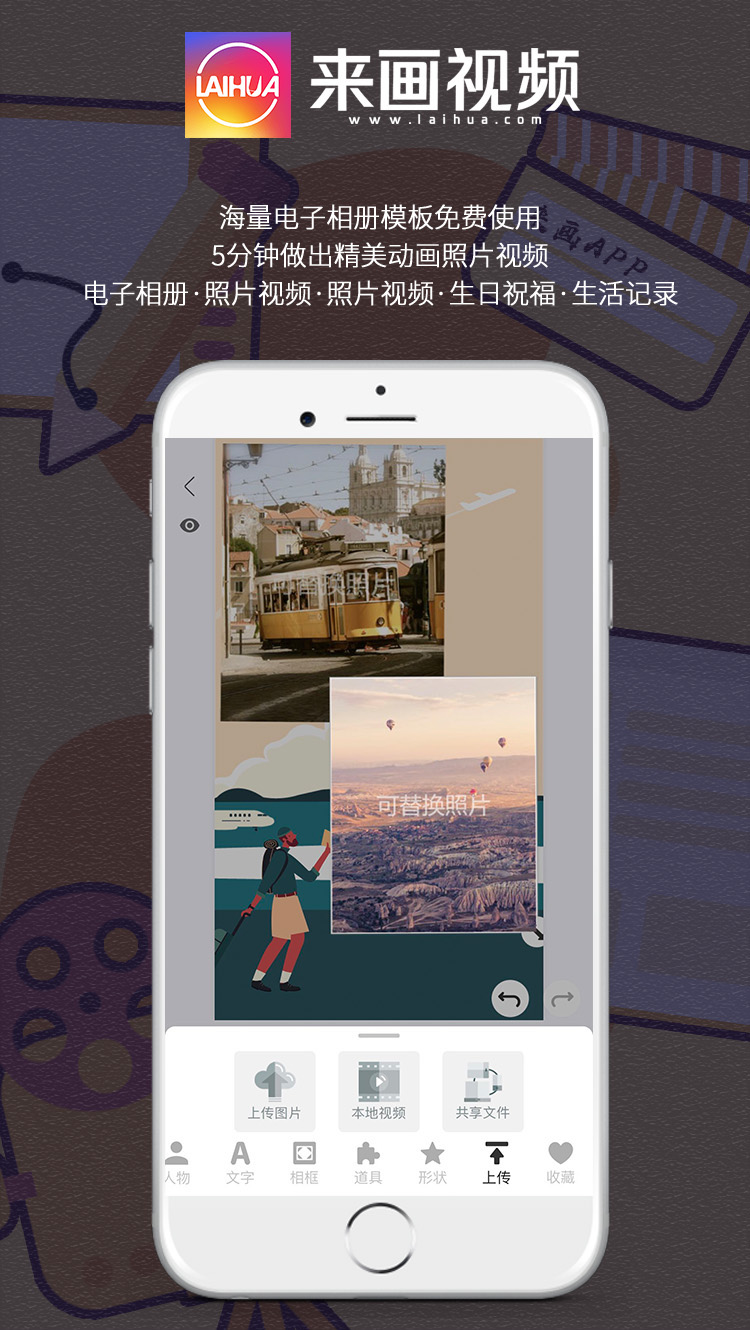 LAIHUA
来画视频
www.laihua.com
海量电子相册模板免费使用
5分钟做出精美动画照片视频
电子相册·照片视频·照片视频·生日祝福·生活记录
画APP
可替换照片
可替换照片
上传图片
本地视频
共享文件
人物
文字
相框
道具
形状
上传
收藏